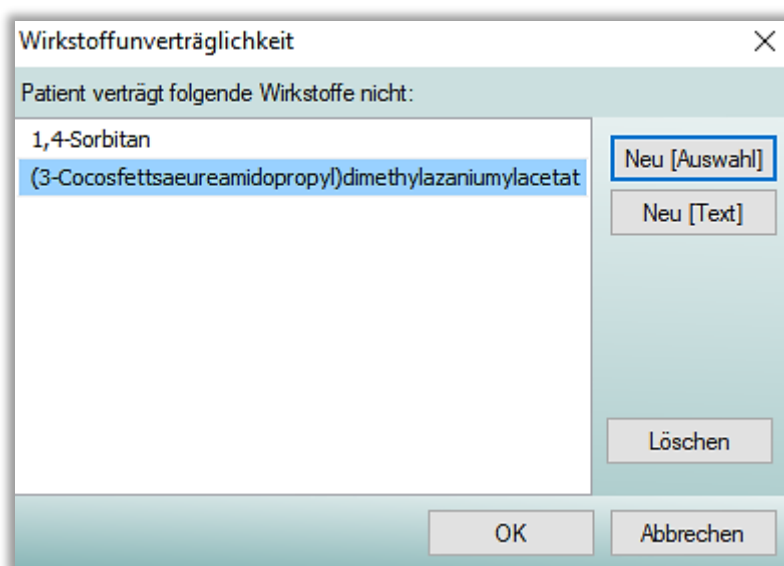 Wirkstoffunverträglichkeit
Patient verträgt folgende Wirkstoffe nicht:
1,4-Sorbitan
(3-Cocosfettsaeureamidopropyl)dimethylazaniumylacetat
Neu [Auswahl]
Neu [Text]
Löschen
OK
Abbrechen